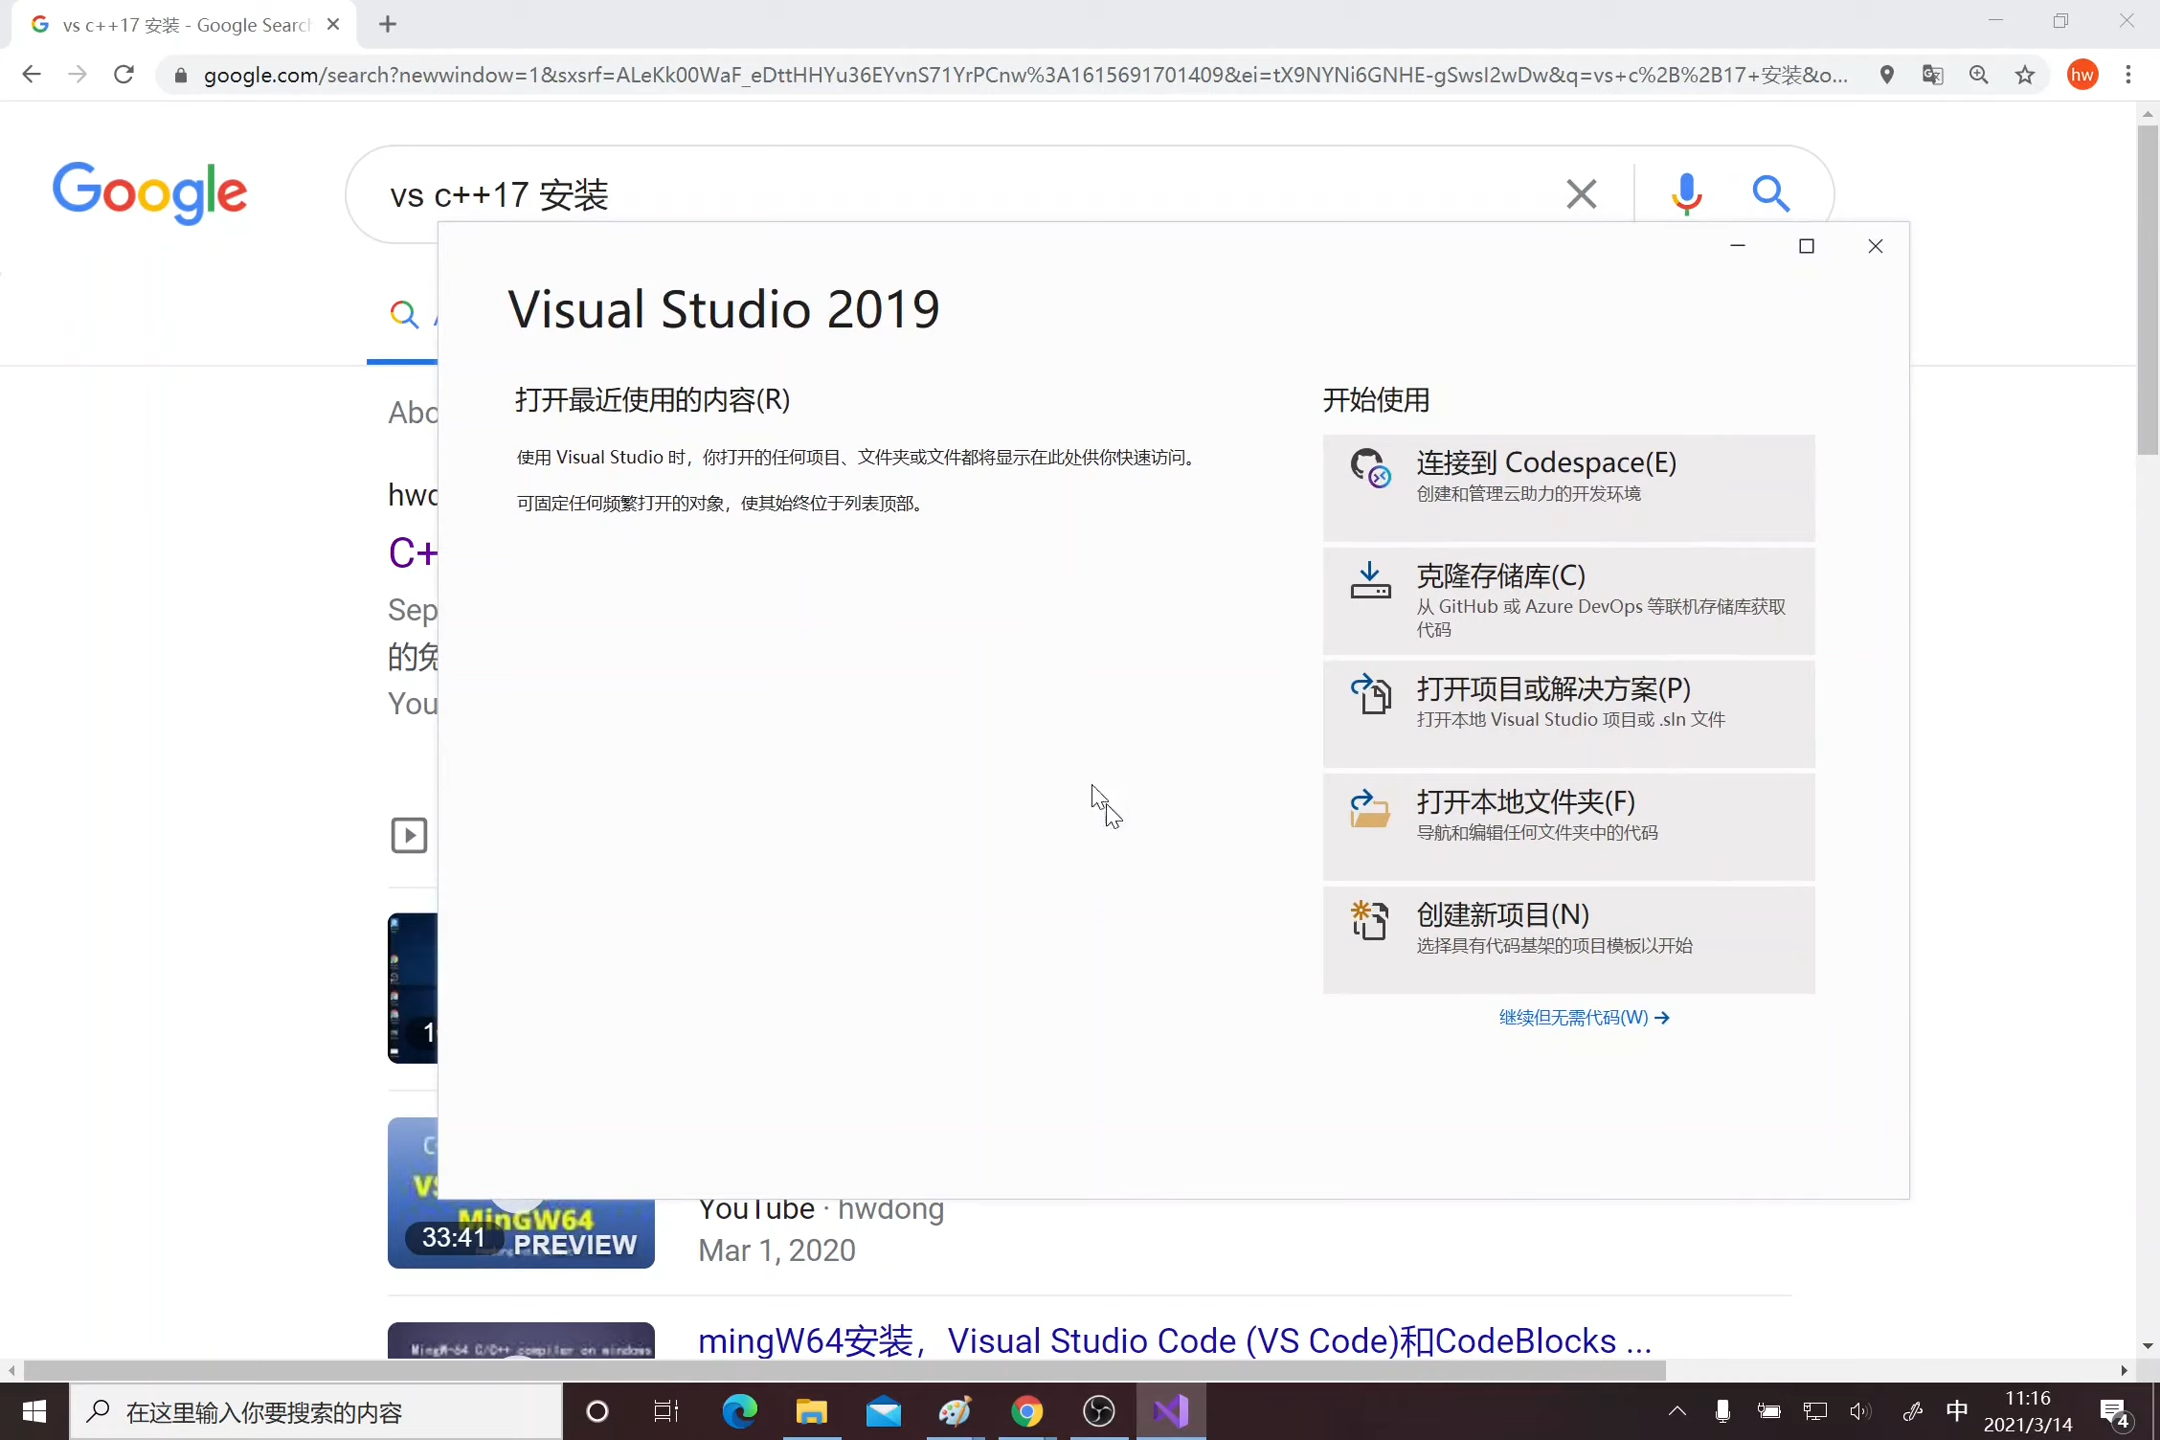 vs c++17 安装 - Google Search
google.com/search?newwindow=1&sxsrf=ALeKk00WaF_eDttHHYu36EYvnS71YrPCnw%3A1615691701409&ei=tX9NYNi6GNHE-gSwsI2wDw&q=vs+c%2B%2B17+安装&o...
hw
Google
vs c++17 安装
Visual Studio 2019
打开最近使用的内容(R)
使用 Visual Studio 时，你打开的任何项目、文件夹或文件都将显示在此处供你快速访问。
可固定任何频繁打开的对象，使其始终位于列表顶部。
开始使用
连接到 Codespace(E)
创建和管理云助力的开发环境
克隆存储库(C)
从 GitHub 或 Azure DevOps 等联机存储库获取
代码
打开项目或解决方案(P)
打开本地 Visual Studio 项目或 .sln 文件
打开本地文件夹(F)
导航和编辑任何文件夹中的代码
创建新项目(N)
选择具有代码基架的项目模板以开始
继续但无需代码(W)
Abo
hwd
C+
Sep
的免
You
VS
MinGW64
33:41
PREVIEW
YouTube · hwdong
Mar 1, 2020
MingW-64 C/C++ compiler on windows
mingW64安装，Visual Studio Code (VS Code)和CodeBlocks ...
在这里输入你要搜索的内容
中
11:16
2021/3/14
4